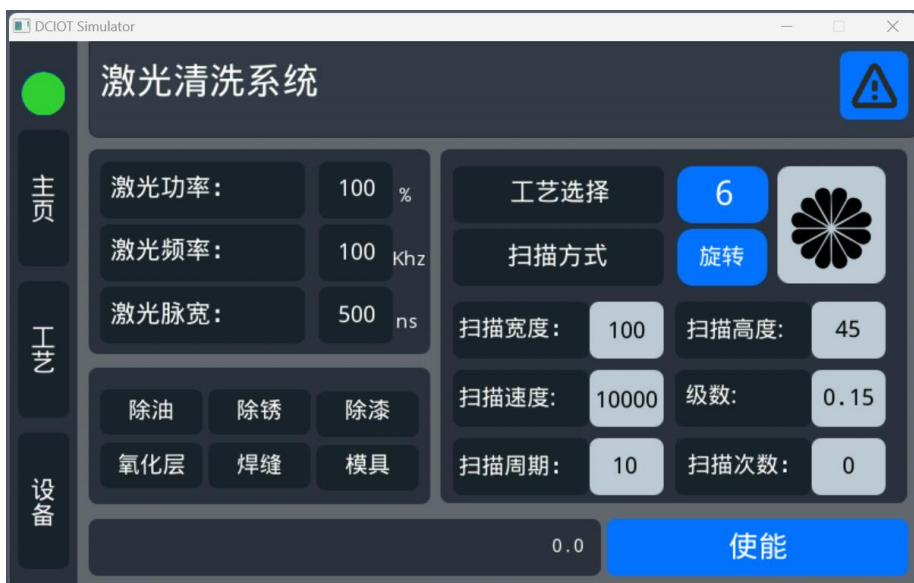 DCIOT Simulator
激光清洗系统
主页
工艺
设备
激光功率: 100 %
激光频率: 100 Khz
激光脉宽: 500 ns
除油 除锈 除漆
氧化层 焊缝 模具
工艺选择 6
扫描方式 旋转
扫描宽度: 100 扫描高度: 45
扫描速度: 10000 级数: 0.15
扫描周期: 10 扫描次数: 0
0.0 使能